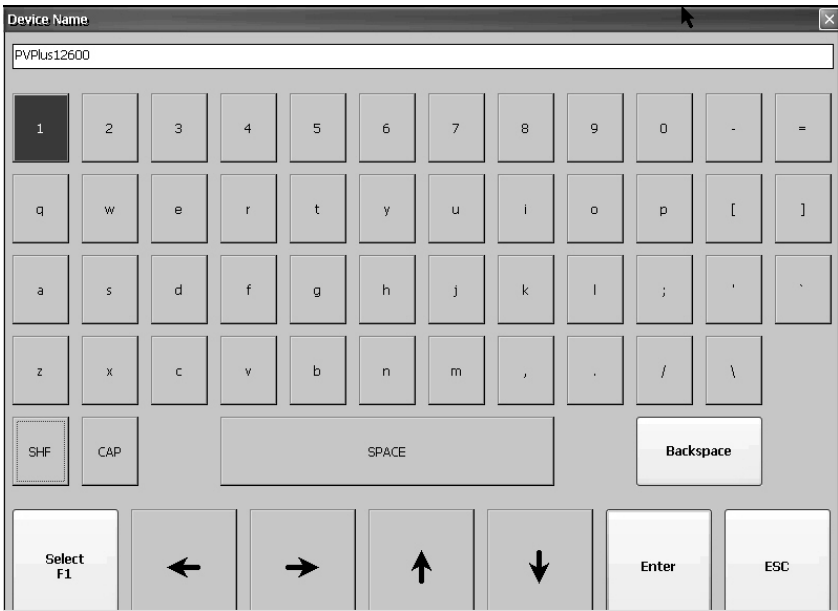 Device Name
PVPlus12600
1 2 3 4 5 6 7 8 9 0 - =
q w e r t y u i o p [ ]
a s d f g h j k l ; ' `
z x c v b n m , . / \
SHF CAP SPACE Backspace
Select
F1
Enter ESC